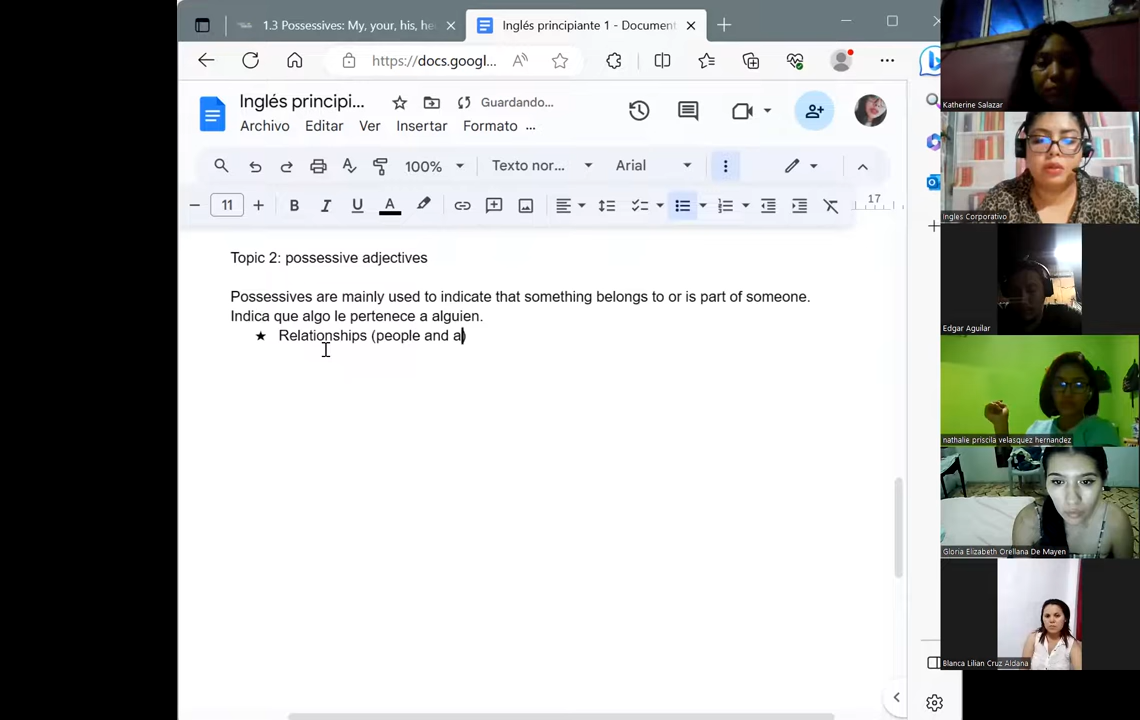 1.3 Possessives: My, your, his, he
Inglés principiante 1 - Document
https://docs.googl...
Inglés principi...
Guardando...
Archivo Editar Ver Insertar Formato ...
100% Texto nor... Arial
11
17
Topic 2: possessive adjectives
Possessives are mainly used to indicate that something belongs to or is part of someone.
Indica que algo le pertenece a alguien.
★ Relationships (people and a)
Katherine Salazar
Ingles Corporativo
Edgar Aguilar
nathalie priscila velasquez hernandez
Gloria Elizabeth Orellana De Mayen
Blanca Lilian Cruz Aldana